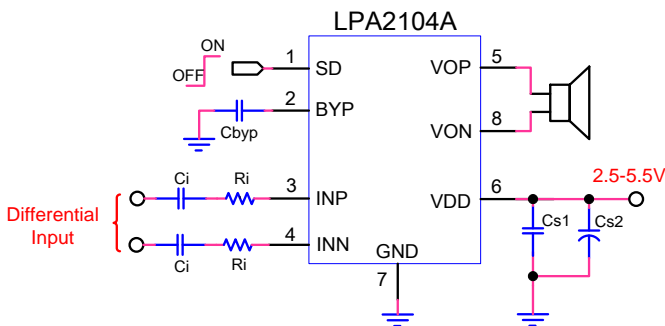 LPA2104A
ON
OFF
1
SD
VOP
5
2
BYP
Cbyp
VON
8
2.5-5.5V
Ci
Ri
3
INP
VDD
6
Differential
Input
Cs1
Cs2
Ci
Ri
4
INN
GND
7